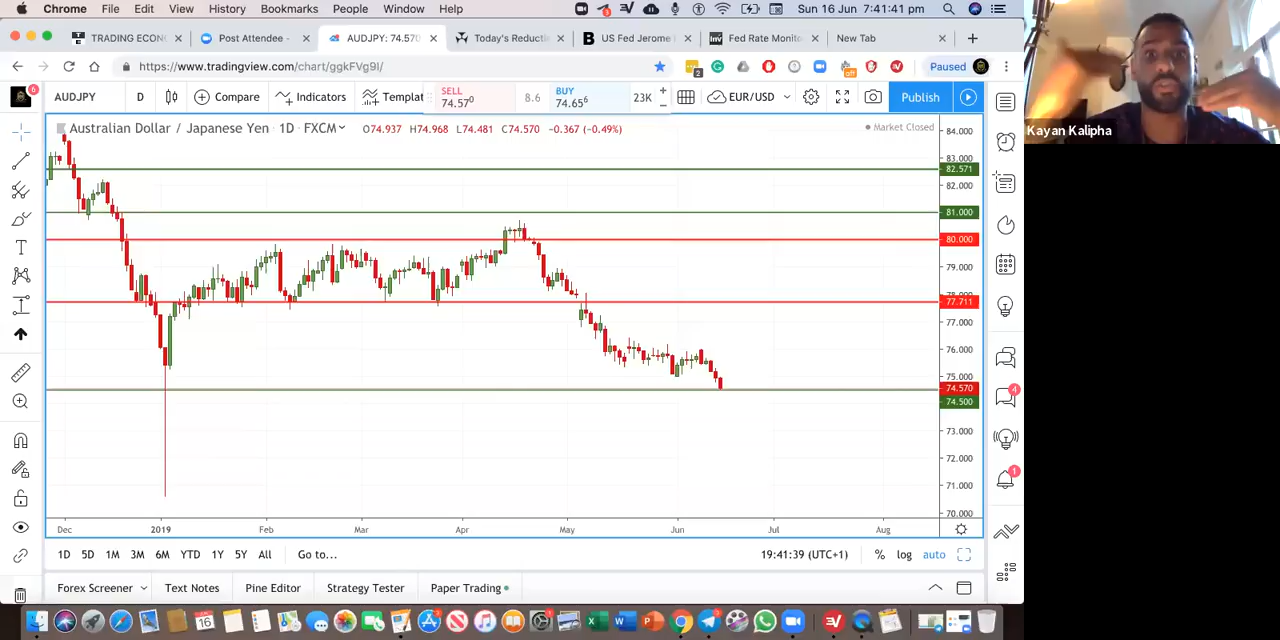 Chrome File Edit View History Bookmarks People Window Help
Sun 16 Jun 7:41:41 pm
TRADING ECON
Post Attendee -
AUDJPY: 74.570
Today's Reducti
US Fed Jerome
Fed Rate Monito
New Tab
https://www.tradingview.com/chart/ggkFVg9l/
2
off
Paused
Kayan Kalipha
6
AUDJPY D Compare Indicators Templat
SELL
74.570
8.6
BUY
74.656
23K
EUR/USD
Publish
Australian Dollar / Japanese Yen · 1D · FXCM
O74.937 H74.968 L74.481 C74.570 −0.367 (−0.49%)
Market Closed
84.000
83.000
82.571
82.000
81.000
80.000
79.000
78.000
77.711
77.000
76.000
75.000
74.570
74.500
73.000
72.000
71.000
70.000
4
1
Dec 2019 Feb Mar Apr May Jun Jul Aug
1D 5D 1M 3M 6M YTD 1Y 5Y All Go to...
19:41:39 (UTC+1) % log auto
Forex Screener Text Notes Pine Editor Strategy Tester Paper Trading